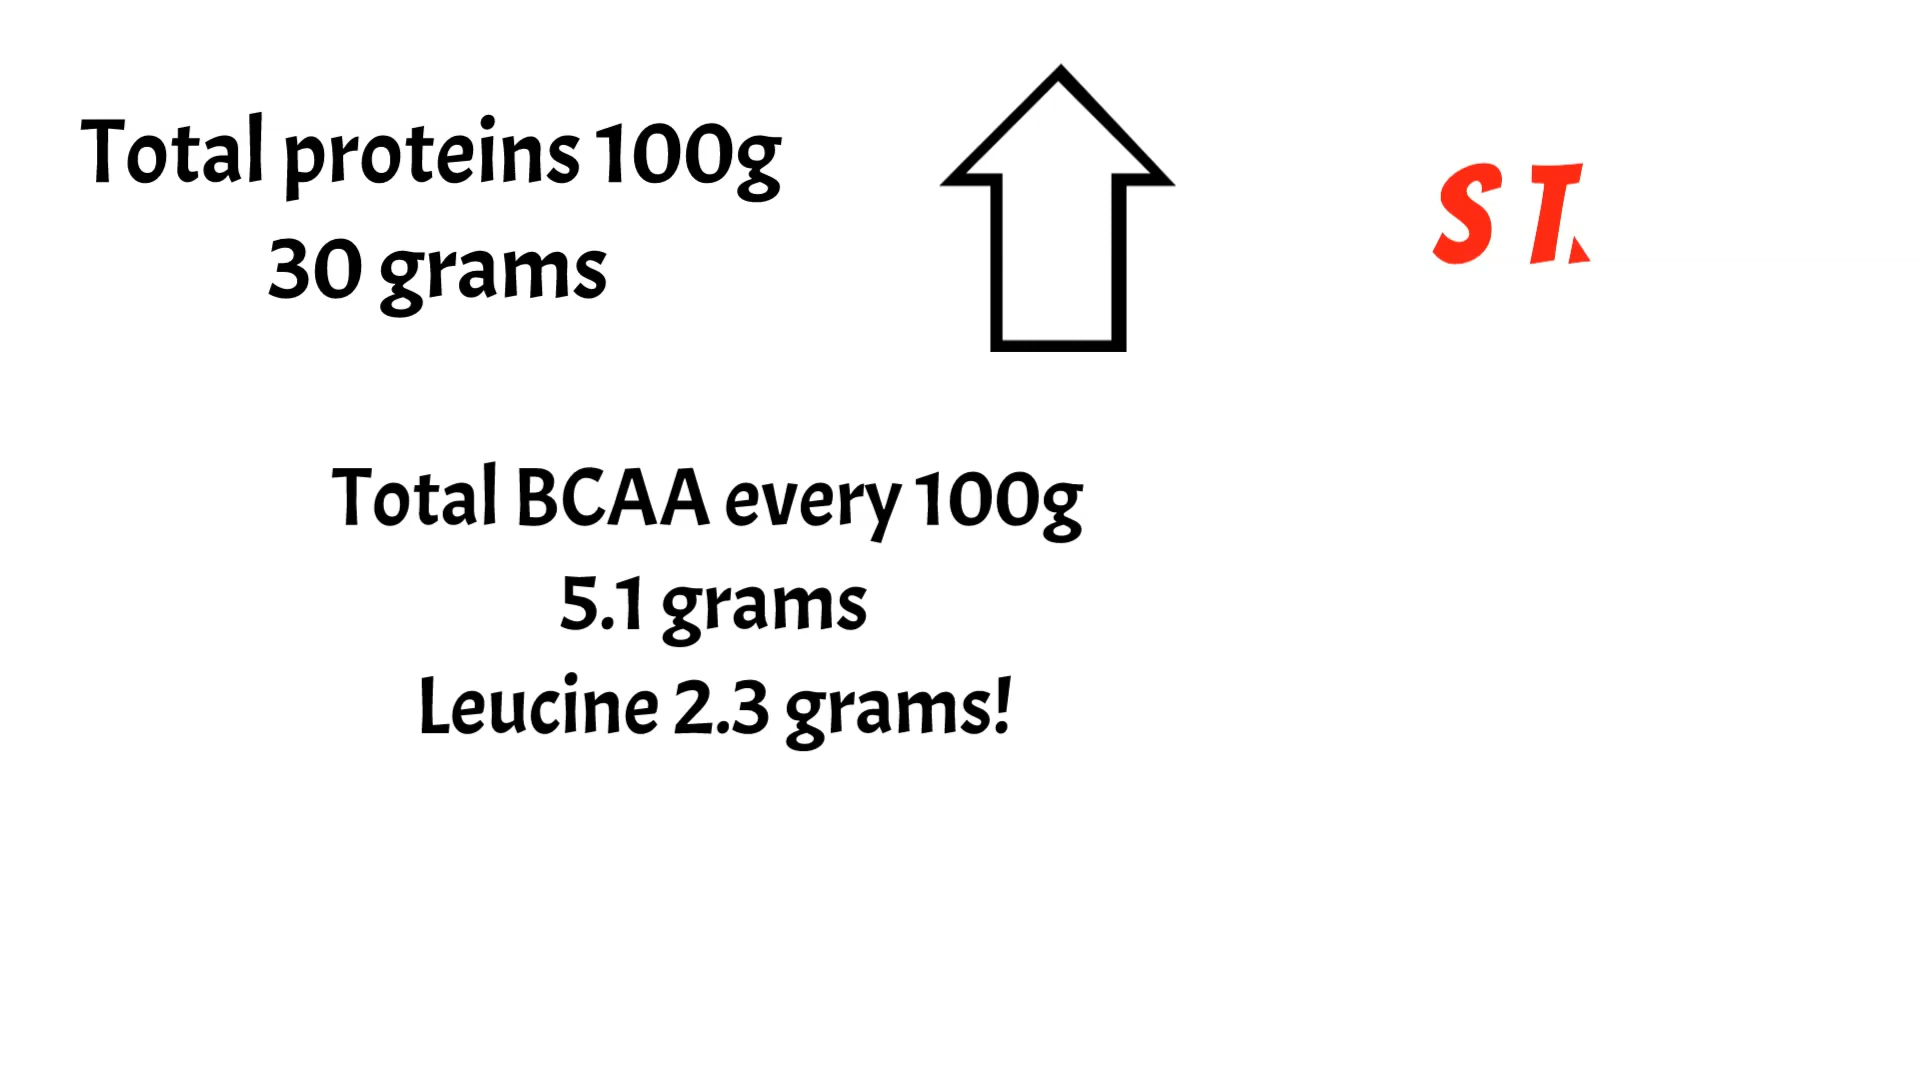 Total proteins 100g
30 grams
S T
Total BCAA every 100g
5.1 grams
Leucine 2.3 grams!